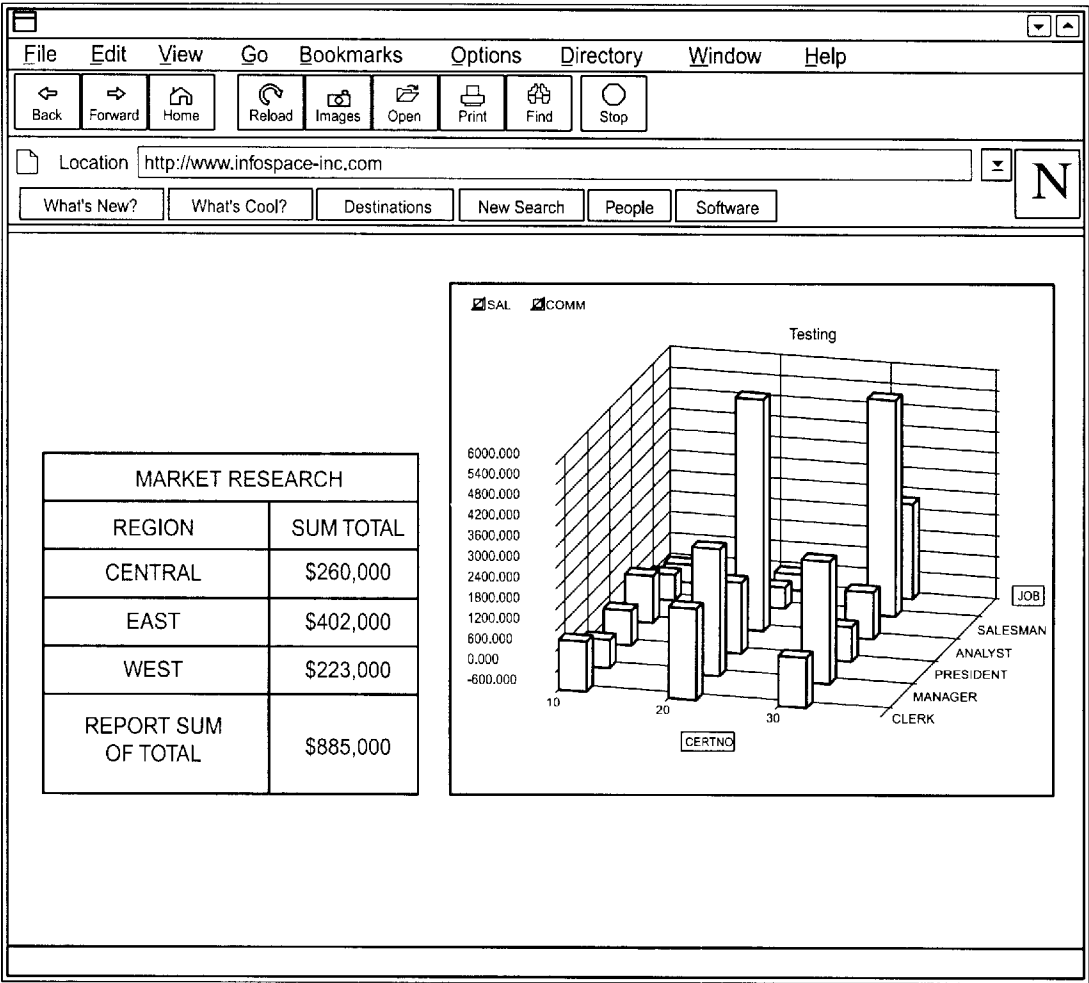 File Edit View Go Bookmarks Options Directory Window Help
Back Forward Home Reload Images Open Print Find Stop
Location http://www.infospace-inc.com
N
What's New? What's Cool? Destinations New Search People Software
SAL COMM
Testing
6000.000
5400.000
4800.000
4200.000
3600.000
3000.000
2400.000
1800.000
1200.000
600.000
0.000
-600.000
10
20
30
CERTNO
JOB
SALESMAN
ANALYST
PRESIDENT
MANAGER
CLERK
MARKET RESEARCH
REGION SUM TOTAL
CENTRAL $260,000
EAST $402,000
WEST $223,000
REPORT SUM
OF TOTAL $885,000